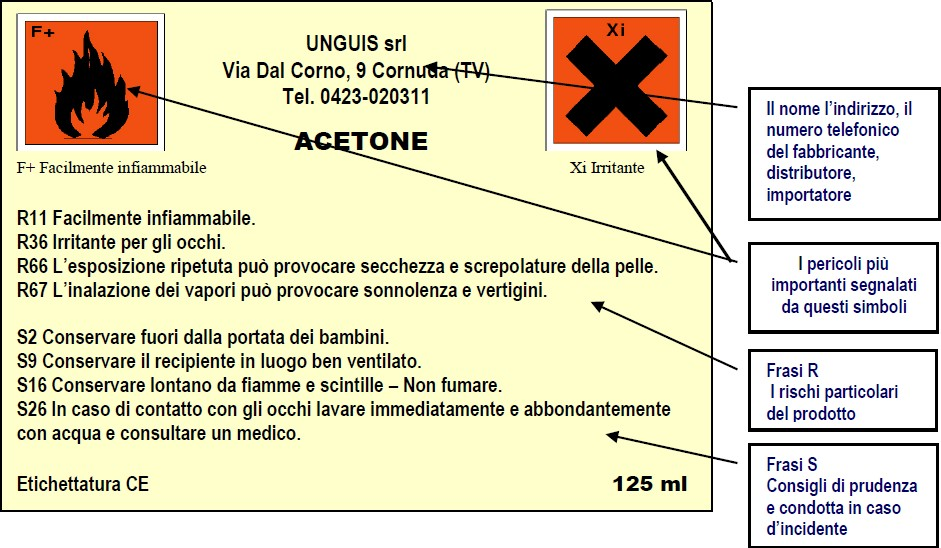 F+
Xi
UNGUIS srl
Via Dal Corno, 9 Cornuda (TV)
Tel. 0423-020311
ACETONE
F+ Facilmente infiammabile
Xi Irritante
R11 Facilmente infiammabile.
R36 Irritante per gli occhi.
R66 L'esposizione ripetuta può provocare secchezza e screpolature della pelle.
R67 L'inalazione dei vapori può provocare sonnolenza e vertigini.
S2 Conservare fuori dalla portata dei bambini.
S9 Conservare il recipiente in luogo ben ventilato.
S16 Conservare lontano da fiamme e scintille – Non fumare.
S26 In caso di contatto con gli occhi lavare immediatamente e abbondantemente
con acqua e consultare un medico.
Etichettatura CE
125 ml
Il nome l'indirizzo, il
numero telefonico
del fabbricante,
distributore,
importatore
I pericoli più
importanti segnalati
da questi simboli
Frasi R
I rischi particolari
del prodotto
Frasi S
Consigli di prudenza
e condotta in caso
d'incidente